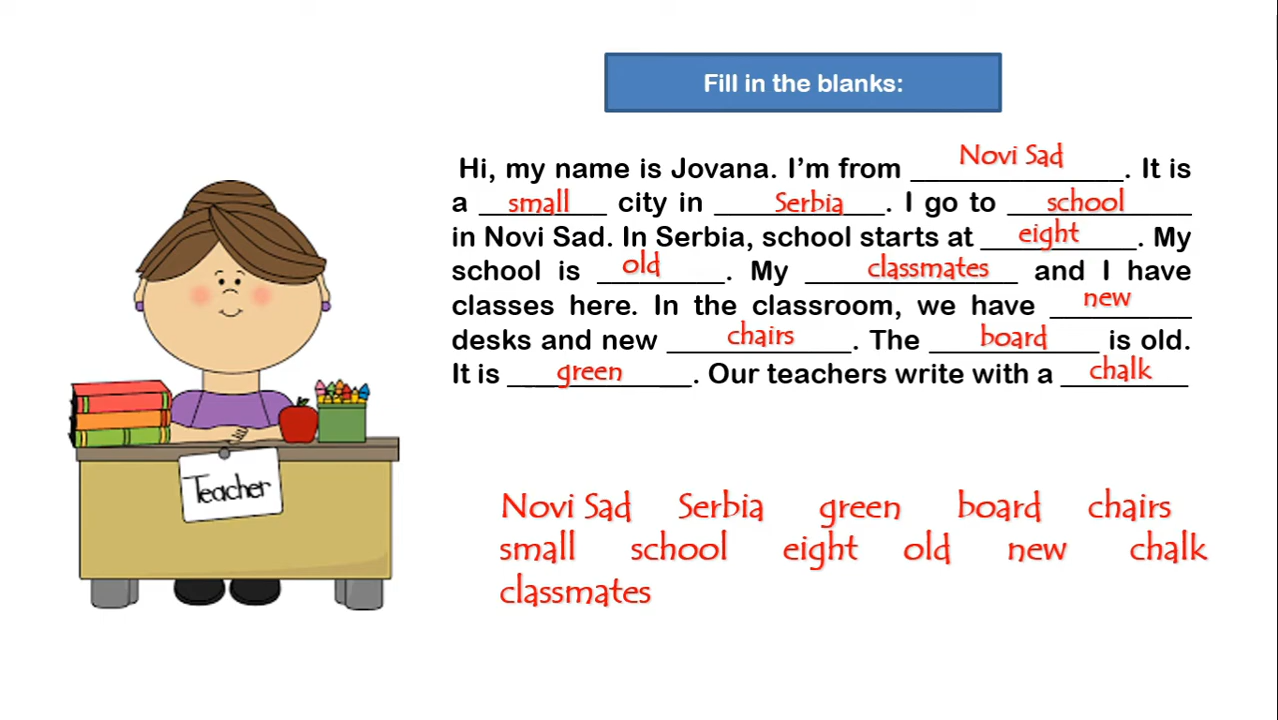 Fill in the blanks:
Hi, my name is Jovana. I'm from Novi Sad. It is
a small city in Serbia. I go to school
in Novi Sad. In Serbia, school starts at eight. My
school is old. My classmates and I have
classes here. In the classroom, we have new
desks and new chairs. The board is old.
It is green. Our teachers write with a chalk
Teacher
Novi Sad Serbia green board chairs
small school eight old new chalk
classmates